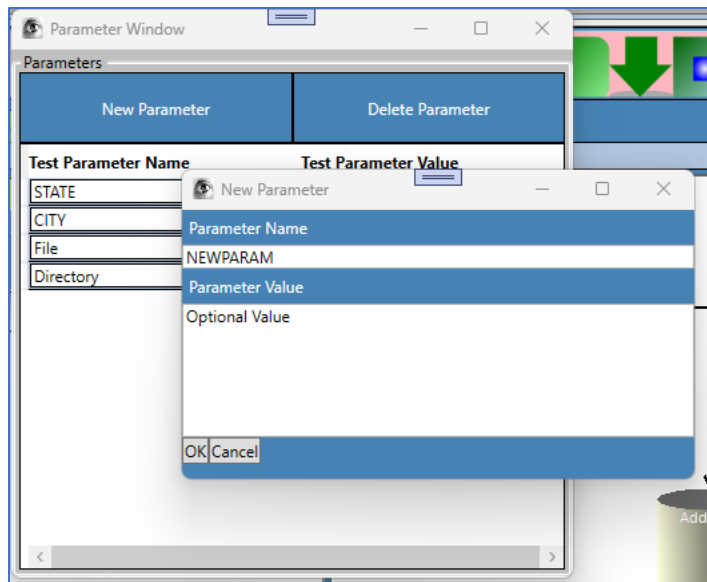 Parameter Window
Parameters
New Parameter Delete Parameter
Test Parameter Name Test Parameter Value
STATE
New Parameter
CITY
Parameter Name
File
NEWPARAM
Directory
Parameter Value
Optional Value
OK Cancel
Add